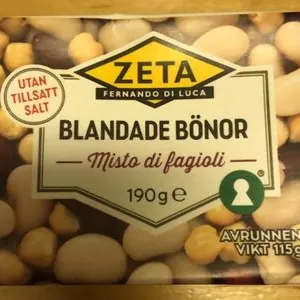 UTAN
TILLSATT
SALT
ZETA
FERNANDO DI LUCA
BLANDADE BÖNOR
Misto di fagioli
190g ℮
®
AVRUNNEN
VIKT 115g